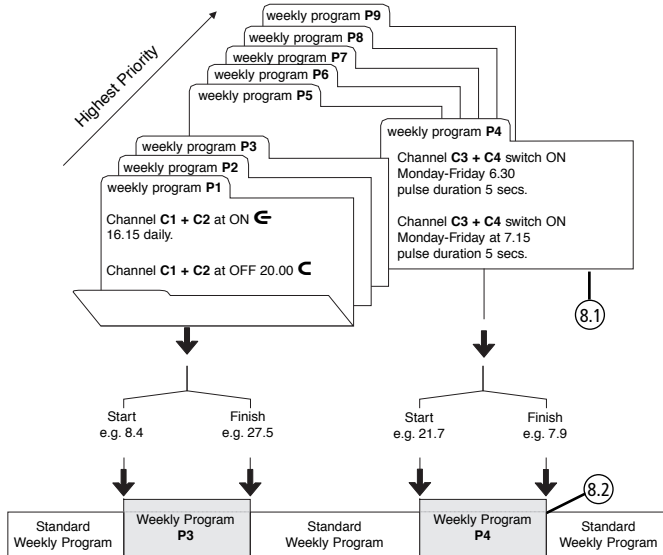 Highest Priority
weekly program P9
weekly program P8
weekly program P7
weekly program P6
weekly program P5
weekly program P4
Channel C3 + C4 switch ON
Monday-Friday 6.30
pulse duration 5 secs.
Channel C3 + C4 switch ON
Monday-Friday at 7.15
pulse duration 5 secs.
weekly program P3
weekly program P2
weekly program P1
Channel C1 + C2 at ON
16.15 daily.
Channel C1 + C2 at OFF 20.00
8.1
Start
e.g. 8.4
Finish
e.g. 27.5
Start
e.g. 21.7
Finish
e.g. 7.9
8.2
Standard
Weekly Program
Weekly Program
P3
Standard
Weekly Program
Weekly Program
P4
Standard
Weekly Program